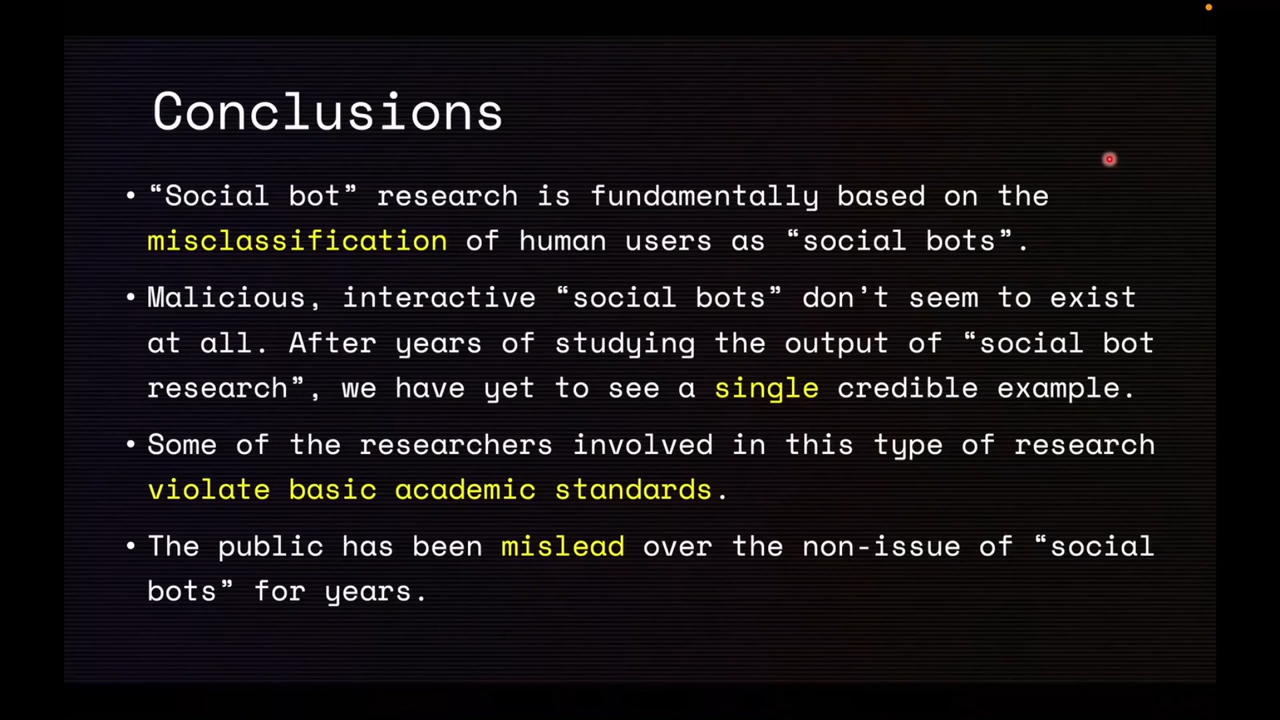 Conclusions
• “Social bot” research is fundamentally based on the
misclassification of human users as “social bots”.
• Malicious, interactive “social bots” don’t seem to exist
at all. After years of studying the output of “social bot
research”, we have yet to see a single credible example.
• Some of the researchers involved in this type of research
violate basic academic standards.
• The public has been mislead over the non-issue of “social
bots” for years.